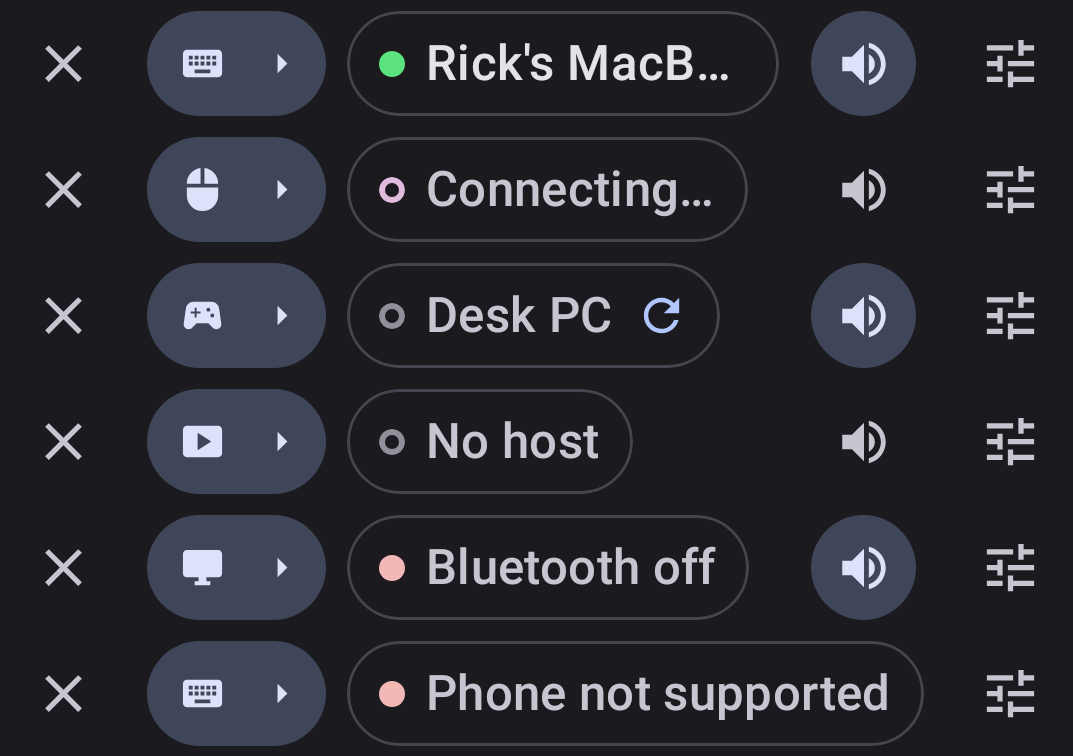 Rick's MacB…
Connecting…
Desk PC
No host
Bluetooth off
Phone not supported